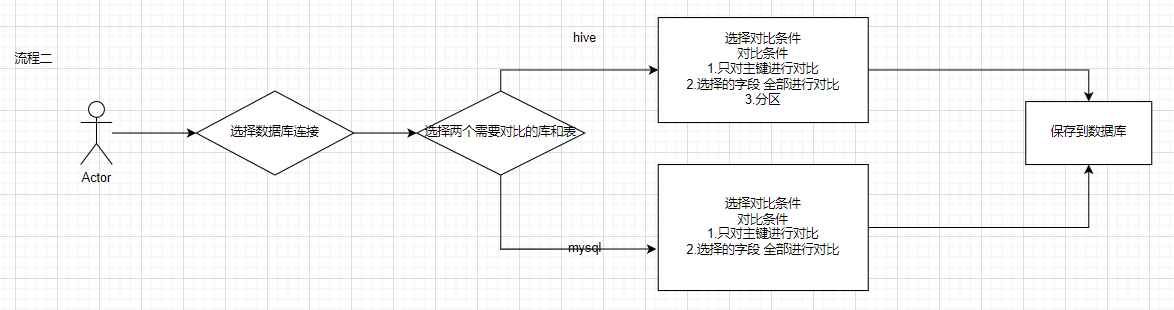 流程二
Actor
选择数据库连接
选择两个需要对比的库和表
hive
选择对比条件
对比条件
1.只对主键进行对比
2.选择的字段 全部进行对比
3.分区
mysql
选择对比条件
对比条件
1.只对主键进行对比
2.选择的字段 全部进行对比
保存到数据库